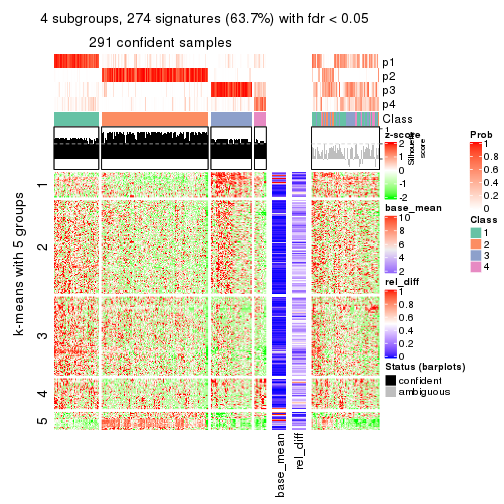 4 subgroups, 274 signatures (63.7%) with fdr < 0.05
291 confident samples
p1
p2
p3
p4
Class
1
Silhouette
score
k-means with 5 groups
1
2
3
4
5
base_mean
rel_diff
z-score
2
1
0
-1
-2
base_mean
10
8
6
4
2
rel_diff
1
0.8
0.6
0.4
0.2
0
Status (barplots)
confident
ambiguous
Prob
1
0.8
0.6
0.4
0.2
0
Class
1
2
3
4